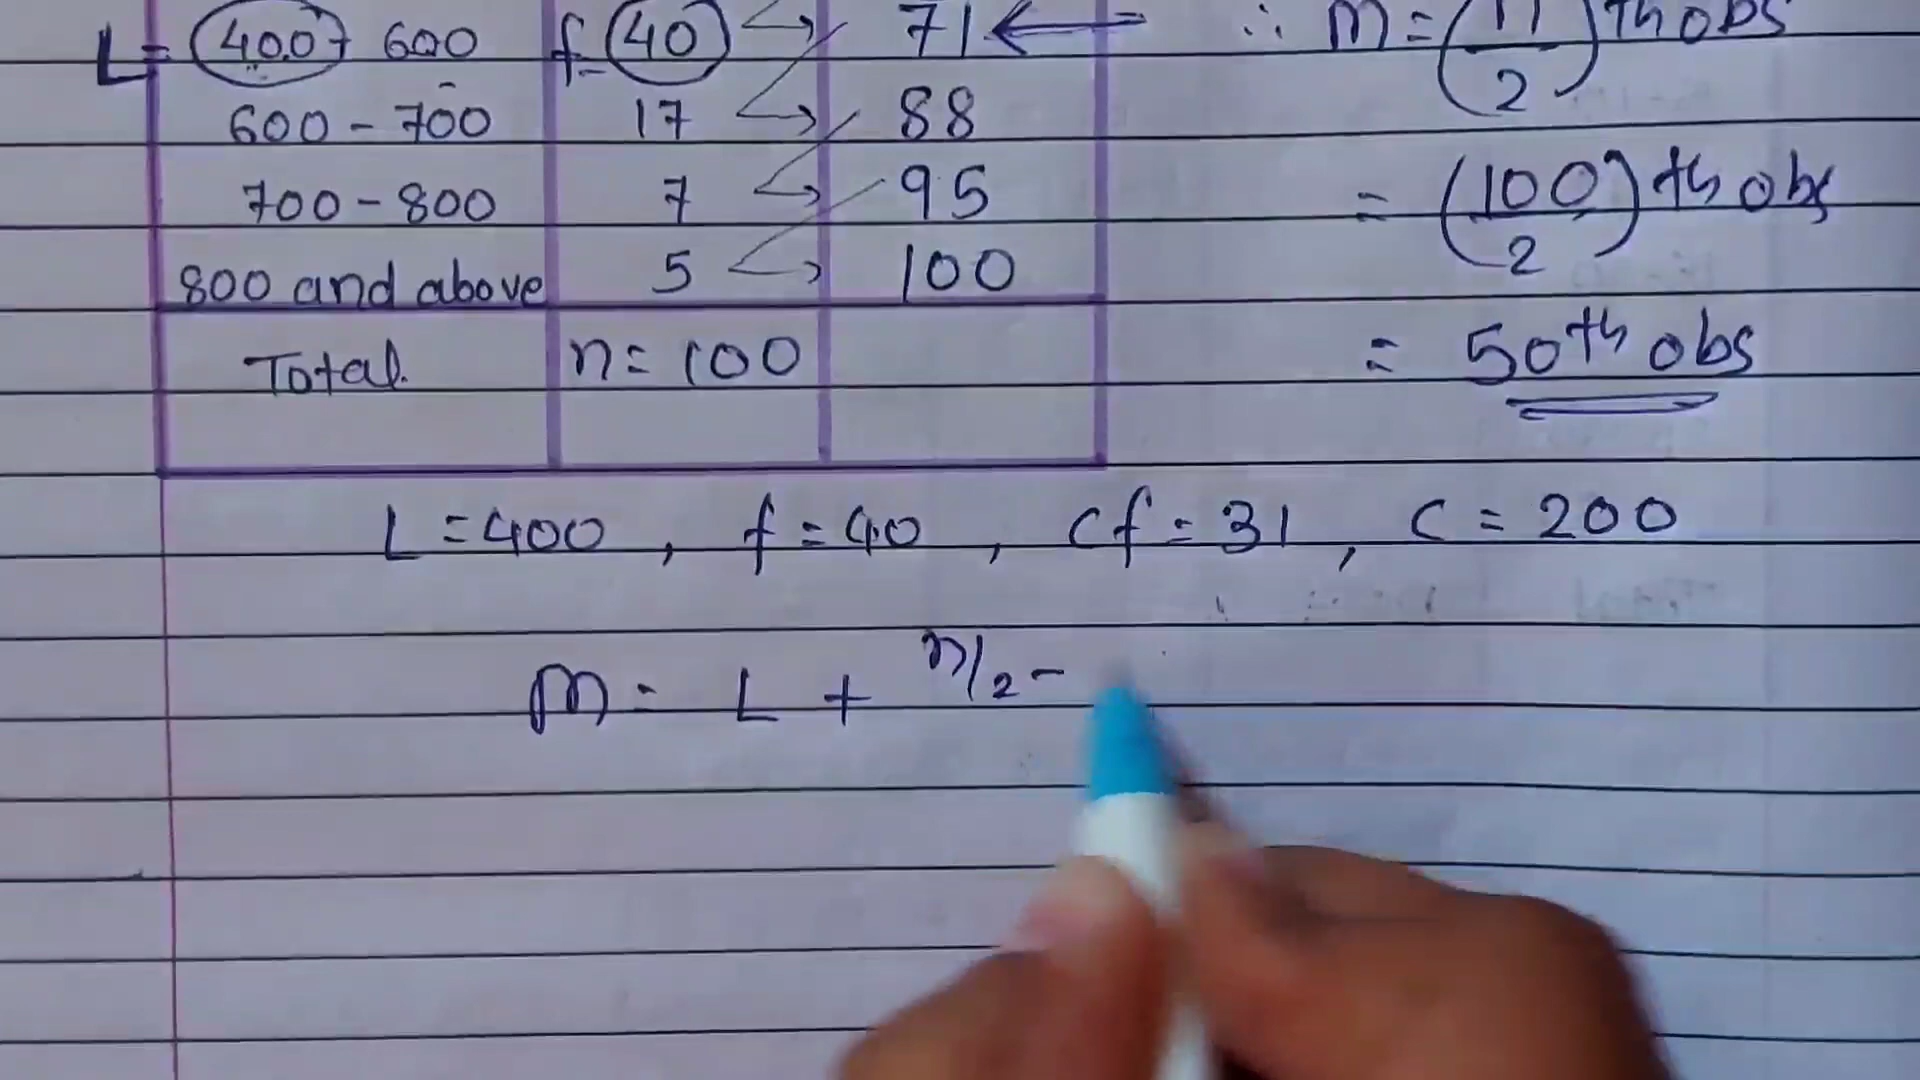 L= 400 - 600 f= 40 71 ∴ M = (n/2) th obs
600 - 700 17 88
700 - 800 7 95 = (100/2) th obs
800 and above 5 100
Total n = 100 = 50th obs
L = 400 , f = 40 , cf = 31 , c = 200
M = L + n/2 -